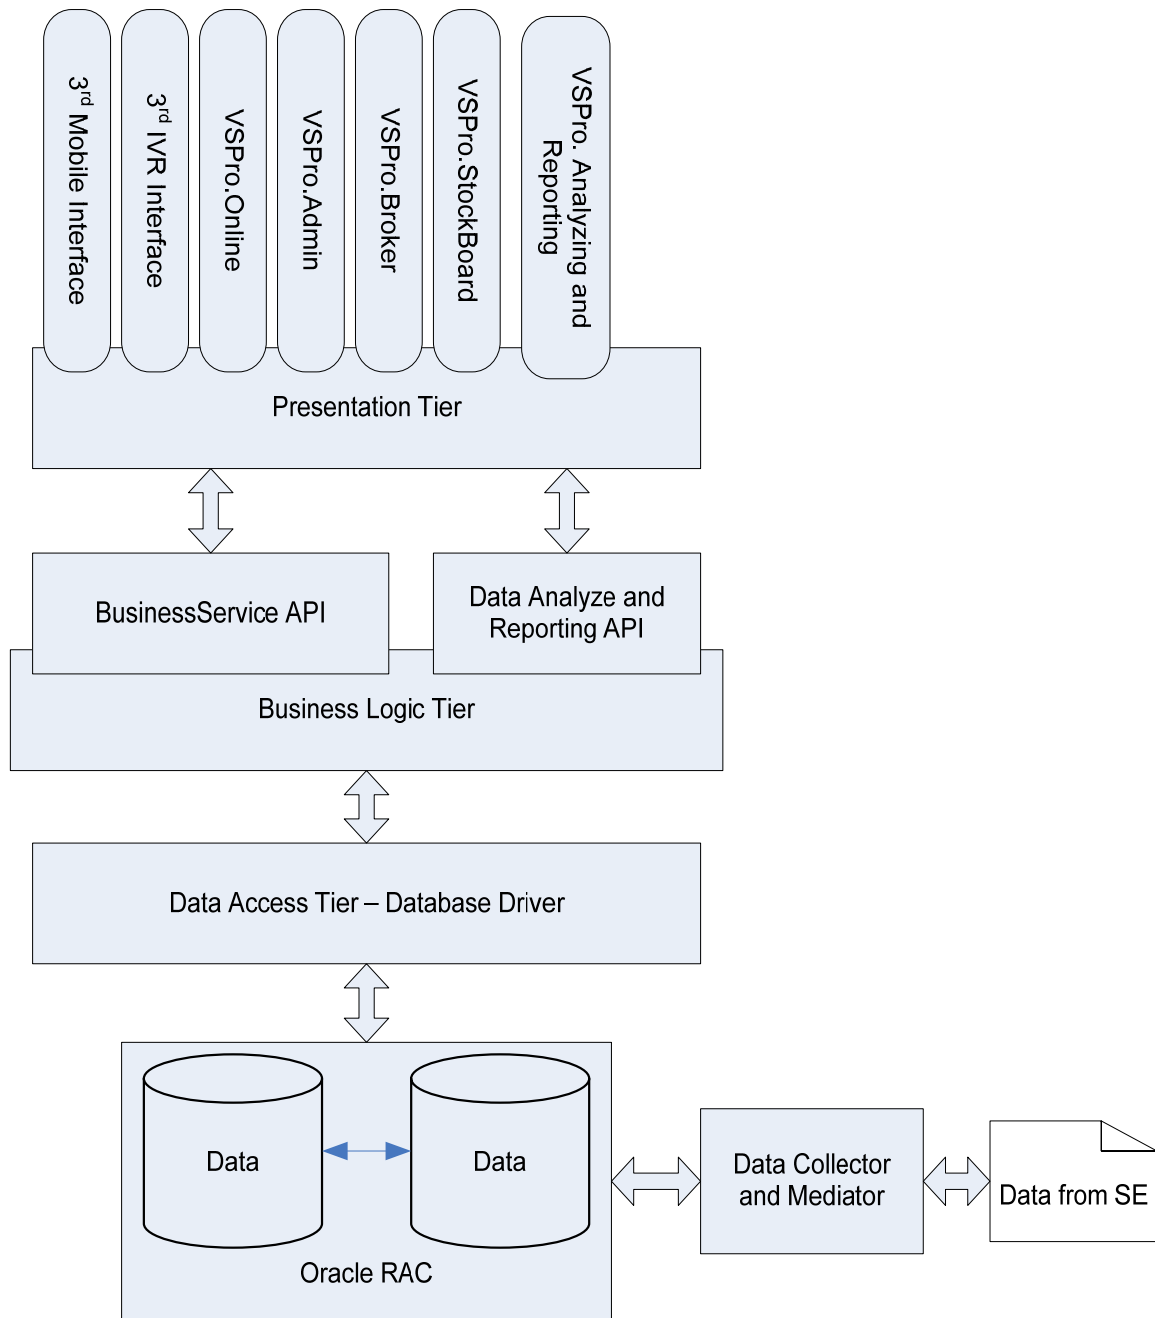 3rd Mobile Interface
3rd IVR Interface
VSPro.Online
VSPro.Admin
VSPro.Broker
VSPro.StockBoard
VSPro. Analyzing and
Reporting
Presentation Tier
BusinessService API
Data Analyze and
Reporting API
Business Logic Tier
Data Access Tier – Database Driver
Data
Data
Oracle RAC
Data Collector
and Mediator
Data from SE